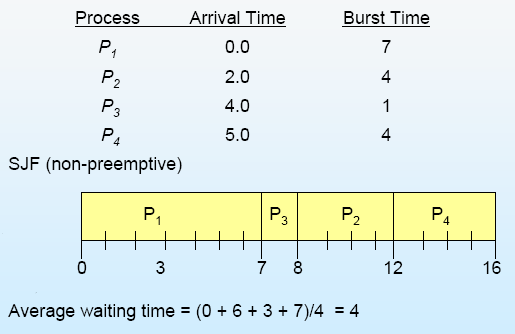 Process Arrival Time Burst Time
P1 0.0 7
P2 2.0 4
P3 4.0 1
P4 5.0 4
SJF (non-preemptive)
P1 P3 P2 P4
0 3 7 8 12 16
Average waiting time = (0 + 6 + 3 + 7)/4 = 4